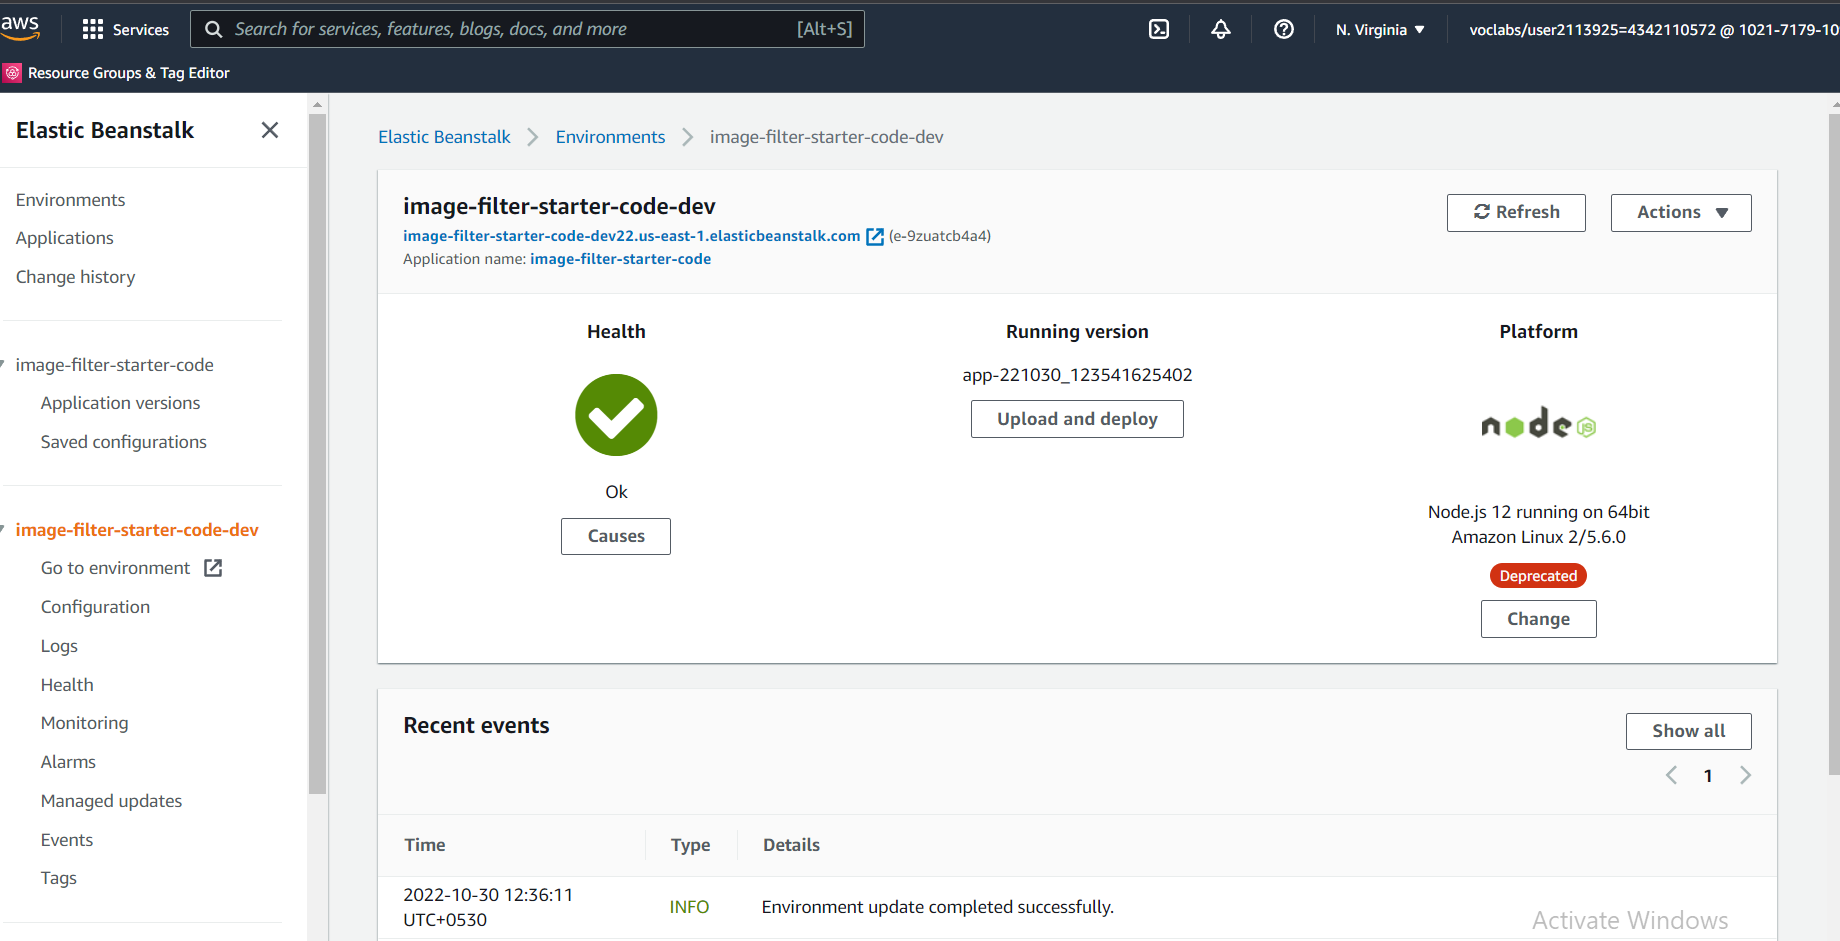 aws
Services
Search for services, features, blogs, docs, and more
[Alt+S]
N. Virginia
voclabs/user2113925=4342110572 @ 1021-7179-10
Resource Groups & Tag Editor
Elastic Beanstalk
Environments
Applications
Change history
image-filter-starter-code
Application versions
Saved configurations
image-filter-starter-code-dev
Go to environment
Configuration
Logs
Health
Monitoring
Alarms
Managed updates
Events
Tags
Elastic Beanstalk
Environments
image-filter-starter-code-dev
image-filter-starter-code-dev
image-filter-starter-code-dev22.us-east-1.elasticbeanstalk.com (e-9zuatcb4a4)
Application name: image-filter-starter-code
Refresh
Actions
Health
Ok
Causes
Running version
app-221030_123541625402
Upload and deploy
Platform
node
JS
Node.js 12 running on 64bit
Amazon Linux 2/5.6.0
Deprecated
Change
Recent events
Show all
1
Time
Type
Details
2022-10-30 12:36:11
UTC+0530
INFO
Environment update completed successfully.
Activate Windows